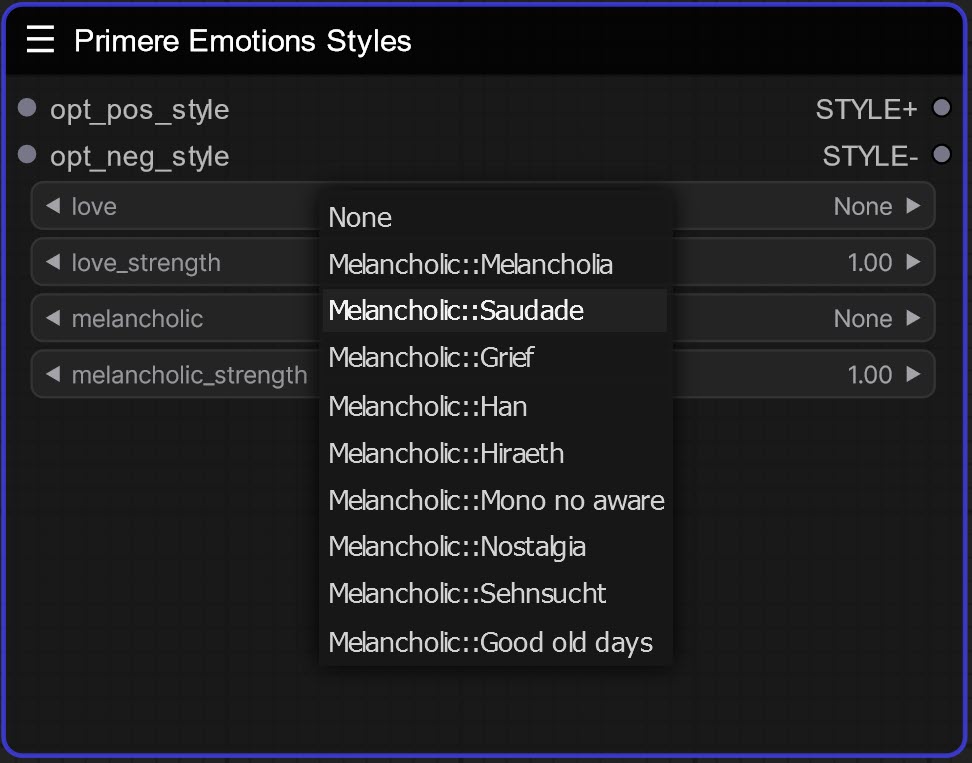 Primere Emotions Styles
opt_pos_style
STYLE+
opt_neg_style
STYLE-
love
None
love_strength
1.00
melancholic
None
melancholic_strength
1.00
None
Melancholic::Melancholia
Melancholic::Saudade
Melancholic::Grief
Melancholic::Han
Melancholic::Hiraeth
Melancholic::Mono no aware
Melancholic::Nostalgia
Melancholic::Sehnsucht
Melancholic::Good old days